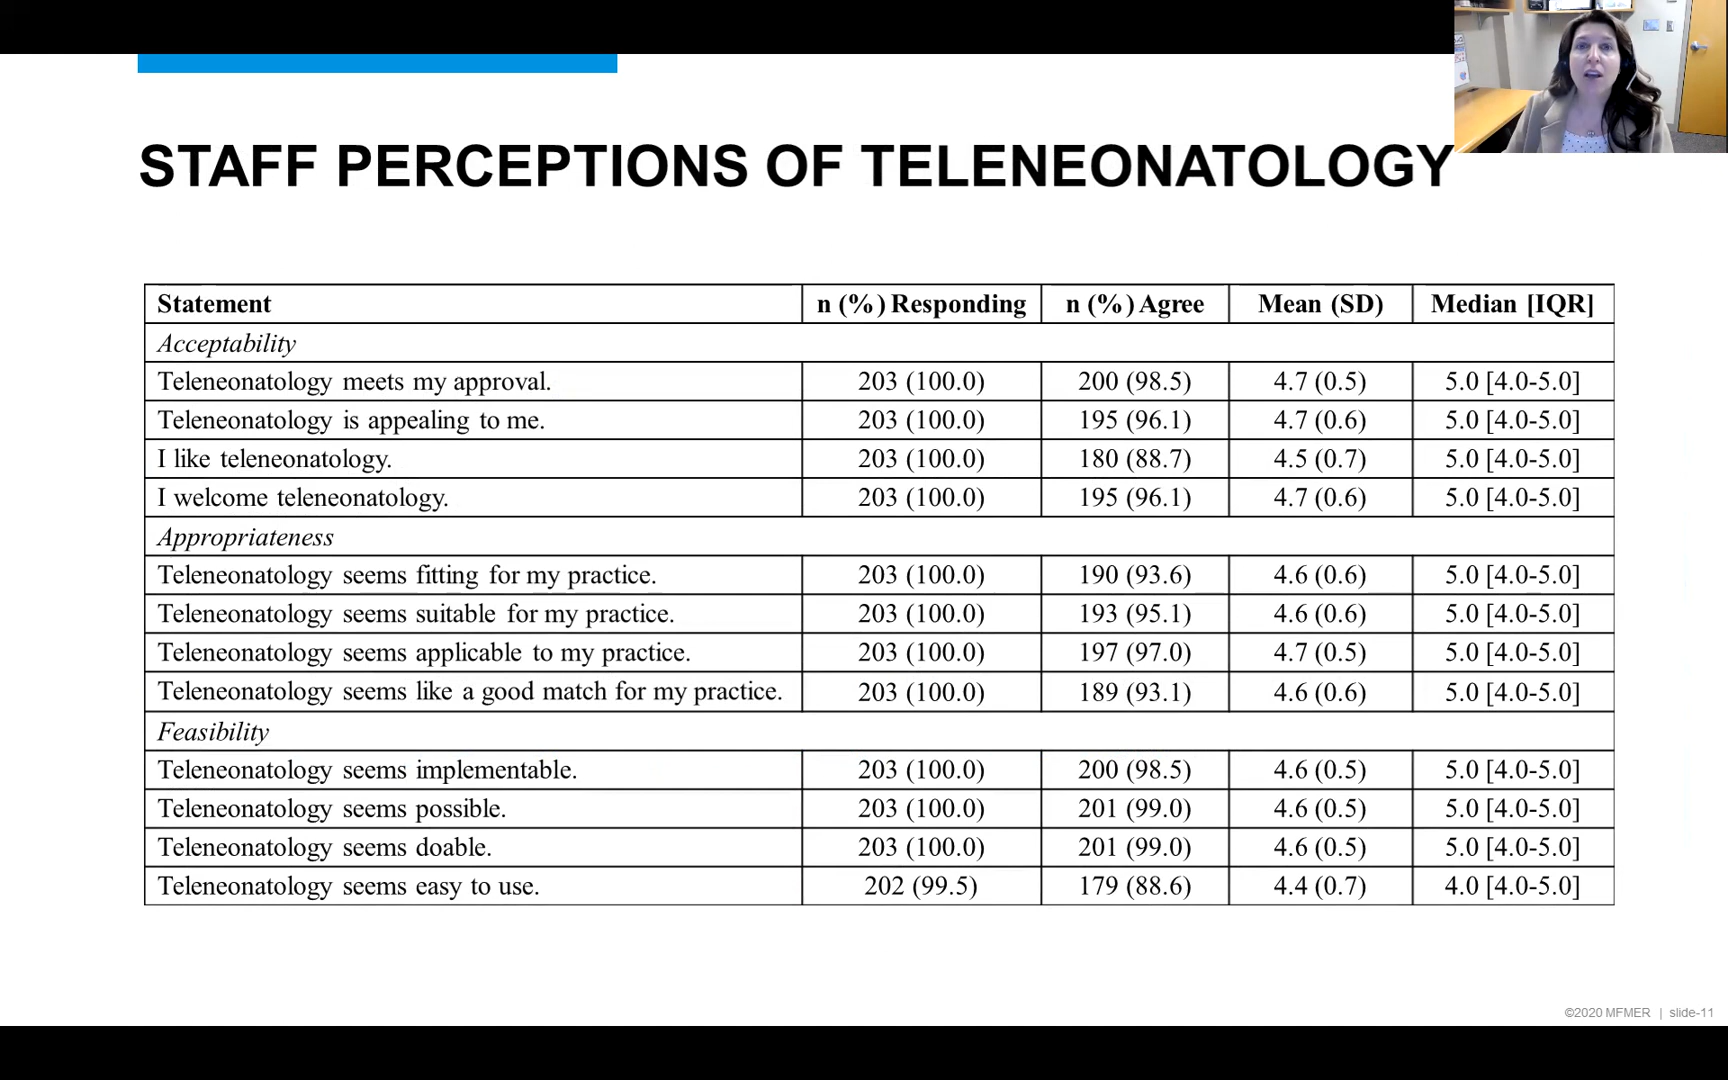 STAFF PERCEPTIONS OF TELENEONATOLOGY
Statement n (%) Responding n (%) Agree Mean (SD) Median [IQR]
Acceptability
Teleneonatology meets my approval. 203 (100.0) 200 (98.5) 4.7 (0.5) 5.0 [4.0-5.0]
Teleneonatology is appealing to me. 203 (100.0) 195 (96.1) 4.7 (0.6) 5.0 [4.0-5.0]
I like teleneonatology. 203 (100.0) 180 (88.7) 4.5 (0.7) 5.0 [4.0-5.0]
I welcome teleneonatology. 203 (100.0) 195 (96.1) 4.7 (0.6) 5.0 [4.0-5.0]
Appropriateness
Teleneonatology seems fitting for my practice. 203 (100.0) 190 (93.6) 4.6 (0.6) 5.0 [4.0-5.0]
Teleneonatology seems suitable for my practice. 203 (100.0) 193 (95.1) 4.6 (0.6) 5.0 [4.0-5.0]
Teleneonatology seems applicable to my practice. 203 (100.0) 197 (97.0) 4.7 (0.5) 5.0 [4.0-5.0]
Teleneonatology seems like a good match for my practice. 203 (100.0) 189 (93.1) 4.6 (0.6) 5.0 [4.0-5.0]
Feasibility
Teleneonatology seems implementable. 203 (100.0) 200 (98.5) 4.6 (0.5) 5.0 [4.0-5.0]
Teleneonatology seems possible. 203 (100.0) 201 (99.0) 4.6 (0.5) 5.0 [4.0-5.0]
Teleneonatology seems doable. 203 (100.0) 201 (99.0) 4.6 (0.5) 5.0 [4.0-5.0]
Teleneonatology seems easy to use. 202 (99.5) 179 (88.6) 4.4 (0.7) 4.0 [4.0-5.0]
©2020 MFMER | slide-11